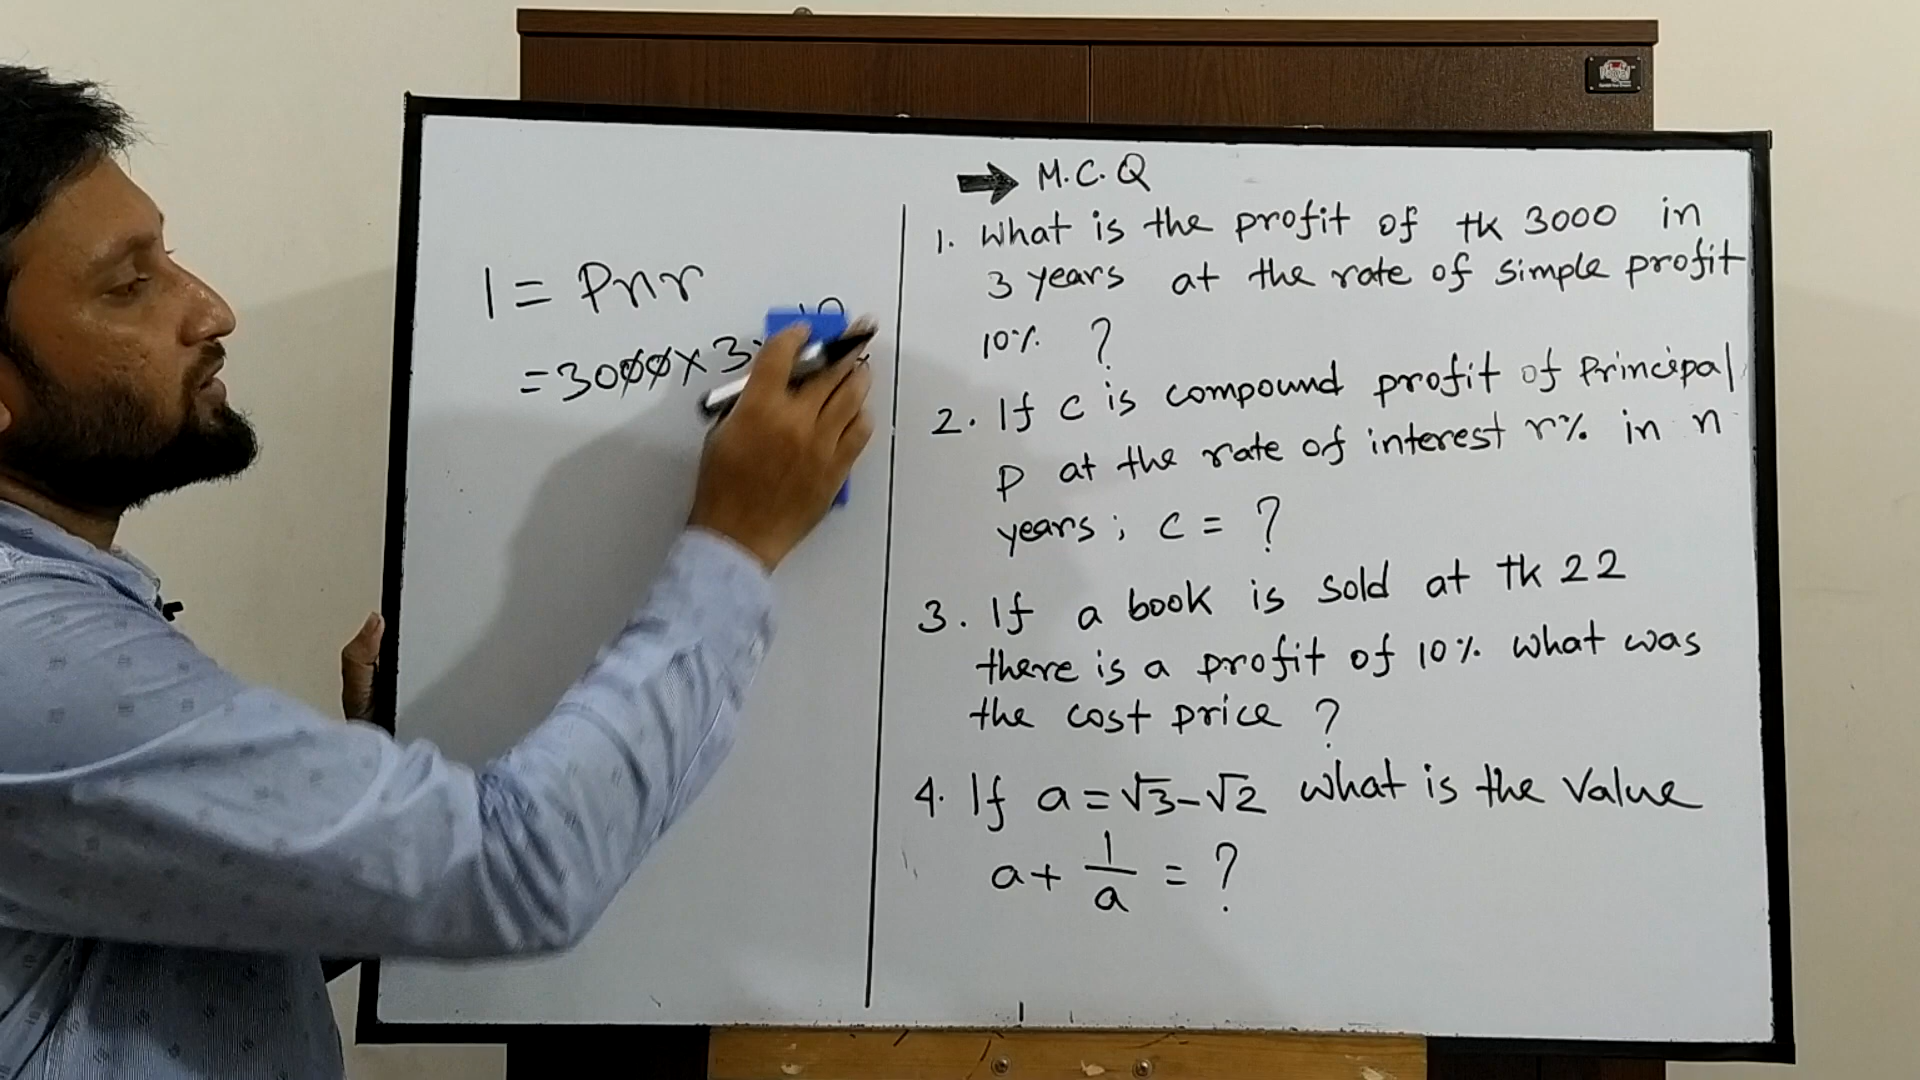 I = Pnr
= 3000 × 3 × 10
M.C.Q
1. What is the profit of tk 3000 in
3 years at the rate of simple profit
10% ?
2. If c is compound profit of Principal
P at the rate of interest r% in n
years ; c = ?
3. If a book is sold at tk 22
there is a profit of 10% what was
the cost price ?
4. If a = √3-√2 what is the value
a + 1/a = ?